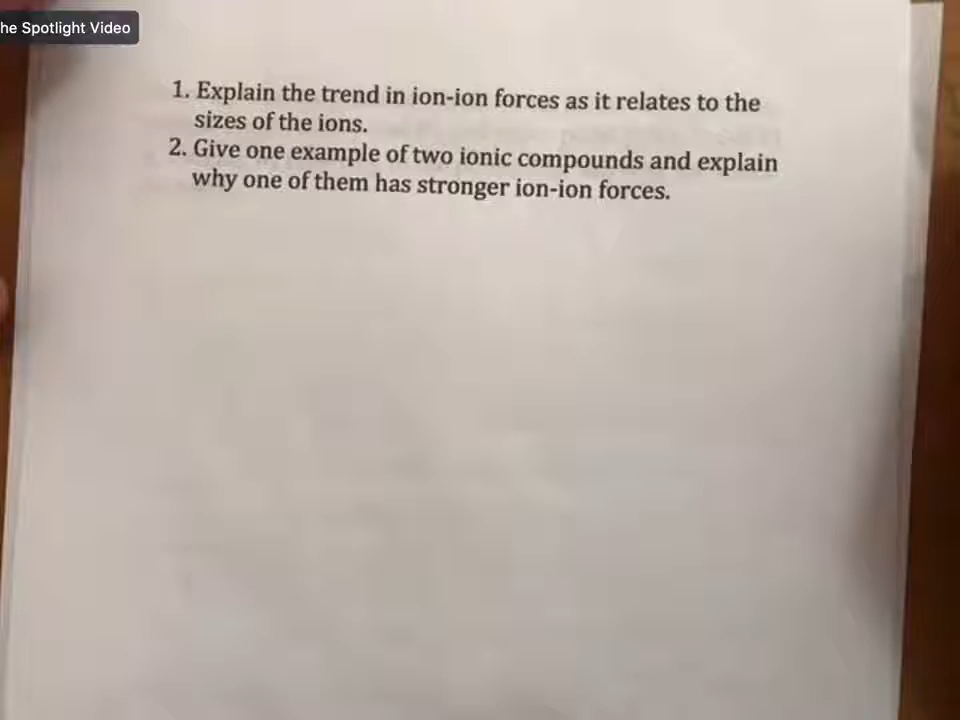 he Spotlight Video
1. Explain the trend in ion-ion forces as it relates to the
sizes of the ions.
2. Give one example of two ionic compounds and explain
why one of them has stronger ion-ion forces.